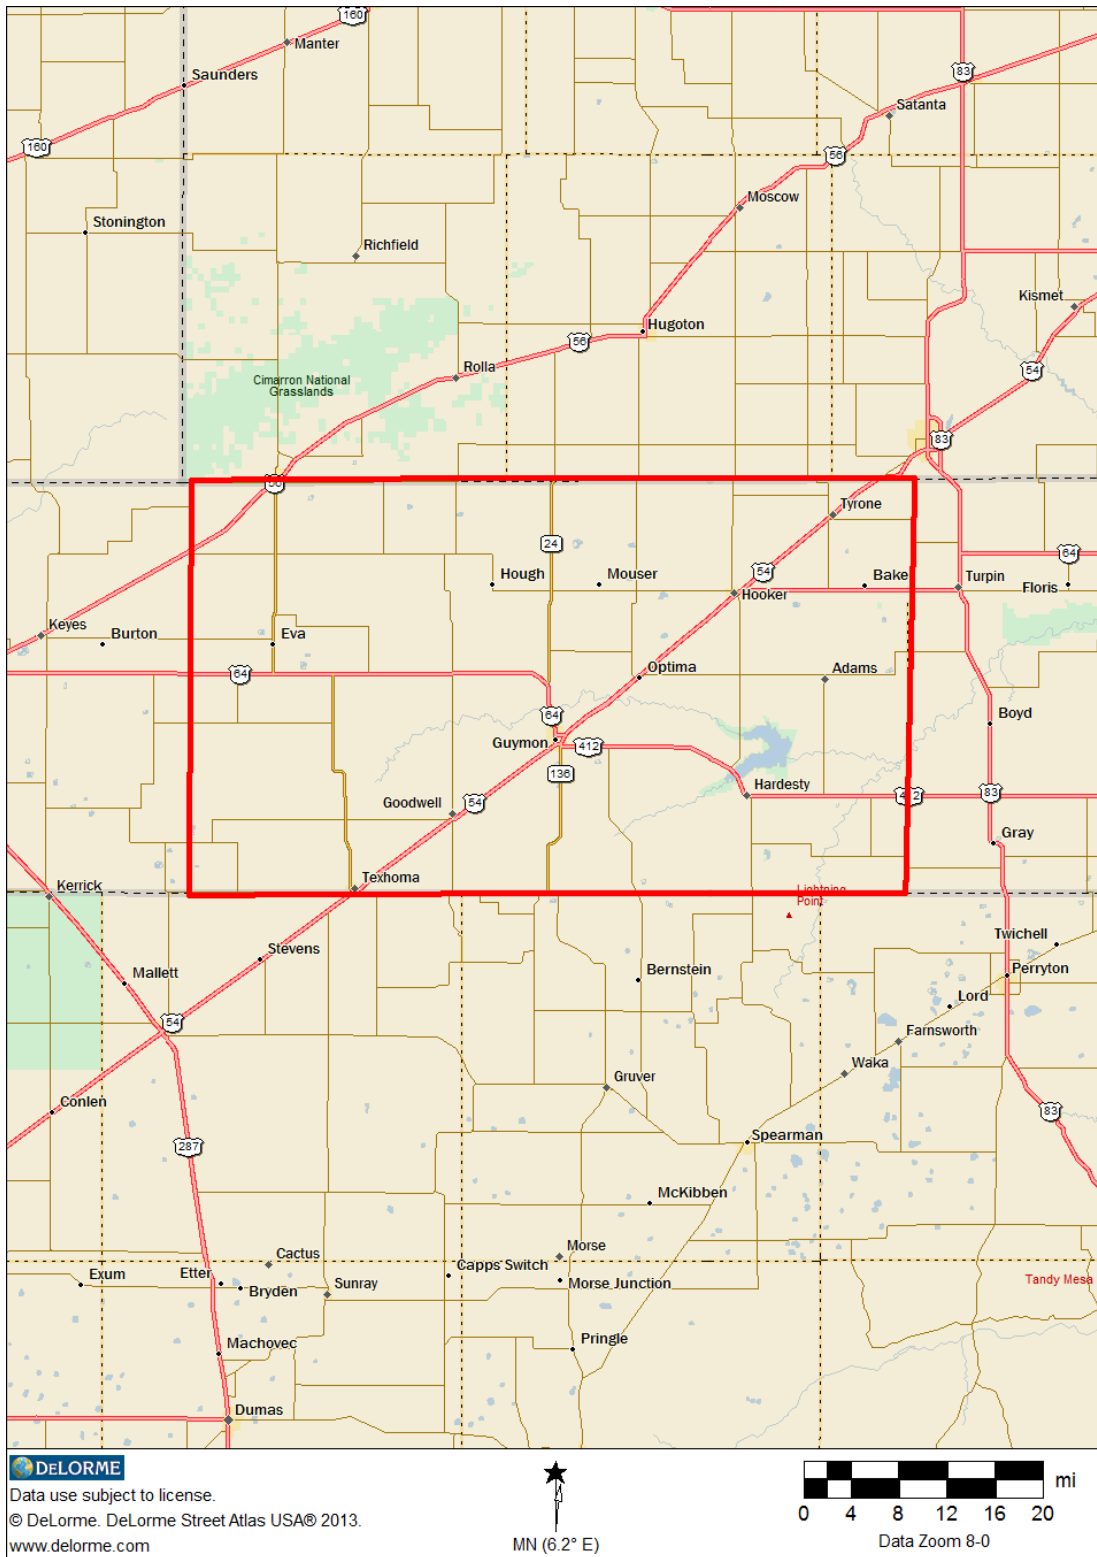 160
Manter
Saunders
83
Satanta
160
56
Moscow
Stonington
Richfield
Kismet
Hugoton
56
54
Rolla
Cimarron National
Grasslands
83
56
Tyrone
24
64
54
Hough
Mouser
Baker
Turpin
Floris
Hooker
Keyes
Burton
Eva
64
Optima
Adams
64
Boyd
Guymon
412
136
Hardesty
412
83
Goodwell
54
Gray
Texhoma
Kerrick
Lightning
Point
Twichell
Stevens
Bernstein
Perryton
Mallett
Lord
54
Farnsworth
Waka
Gruver
Conlen
83
Spearman
287
McKibben
Morse
Cactus
Capps Switch
Exum
Etter
Bryden
Sunray
Morse Junction
Tandy Mesa
Machovec
Pringle
Dumas
DELORME
Data use subject to license.
© DeLorme. DeLorme Street Atlas USA® 2013.
www.delorme.com
MN (6.2° E)
mi
0 4 8 12 16 20
Data Zoom 8-0